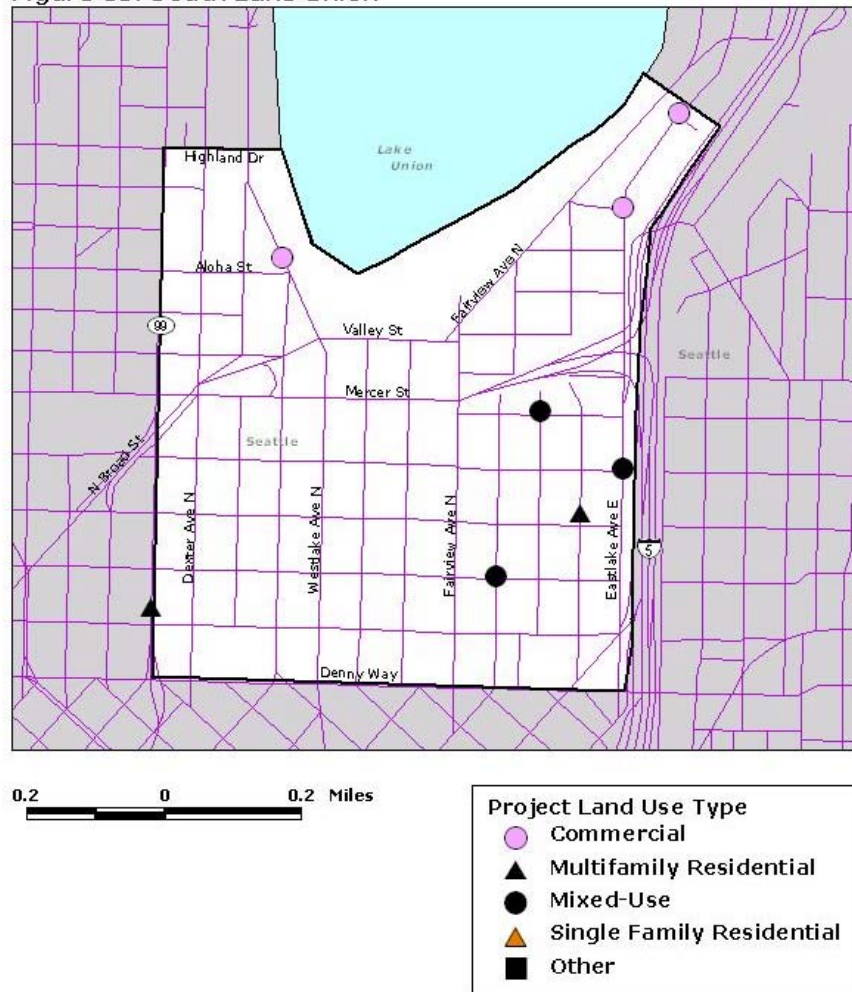 Highland Dr
Lake
Union
Aloha St
Fairview Ave N
99
Valley St
Seattle
Mercer St
Seattle
N Broad St
Dexter Ave N
Westlake Ave N
Fairview Ave N
Eastlake Ave E
5
Denny Way
0.2 0 0.2 Miles
Project Land Use Type
Commercial
Multifamily Residential
Mixed-Use
Single Family Residential
Other